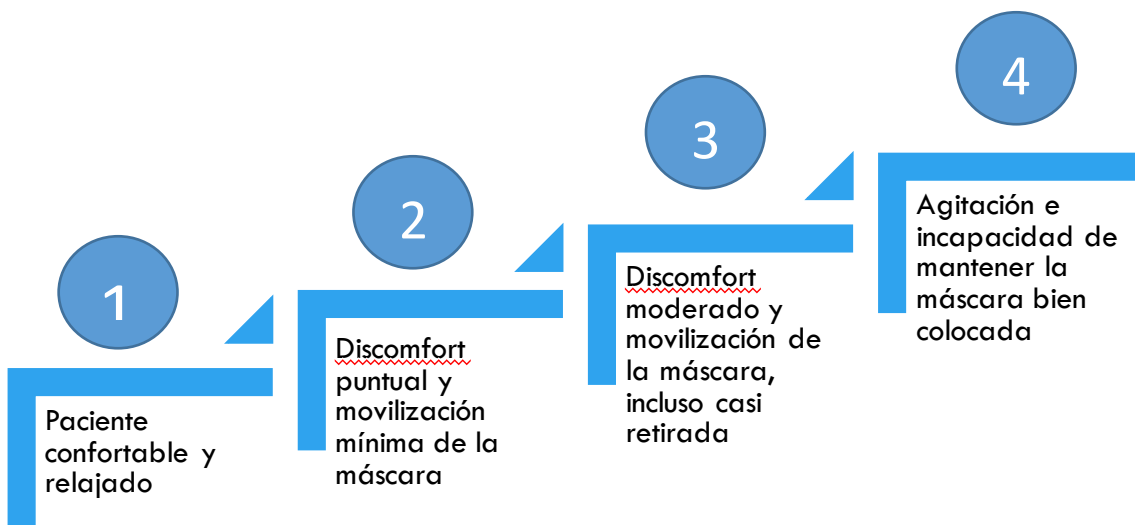 1
Paciente
confortable y
relajado
2
Discomfort
puntual y
movilización
mínima de la
máscara
3
Discomfort
moderado y
movilización de
la máscara,
incluso casi
retirada
4
Agitación e
incapacidad de
mantener la
máscara bien
colocada